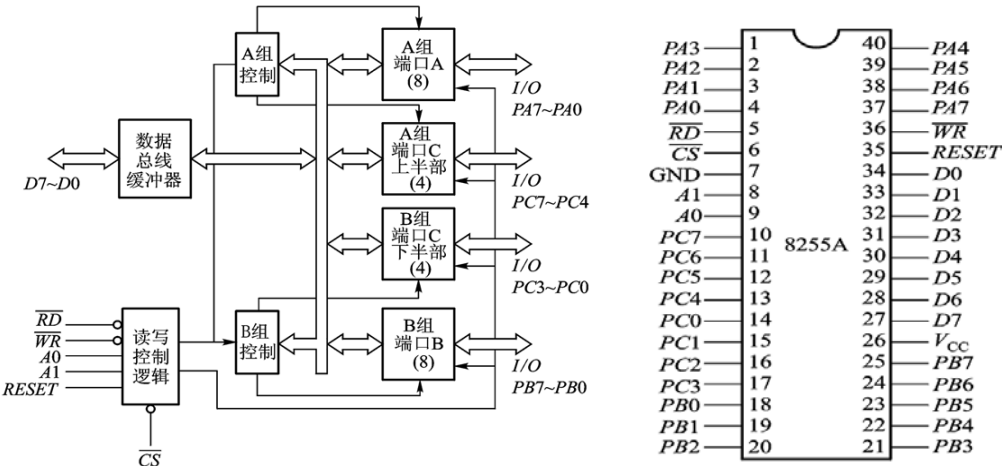 A组
控制
A组
端口A
(8)
I/O
PA7~PA0
数据
总线
缓冲器
D7~D0
A组
端口C
上半部
(4)
I/O
PC7~PC4
B组
端口C
下半部
(4)
I/O
PC3~PC0
RD
WR
A0
A1
RESET
读写
控制
逻辑
CS
B组
控制
B组
端口B
(8)
I/O
PB7~PB0
PA3 1 40 PA4
PA2 2 39 PA5
PA1 3 38 PA6
PA0 4 37 PA7
RD 5 36 WR
CS 6 35 RESET
GND 7 34 D0
A1 8 33 D1
A0 9 32 D2
PC7 10 31 D3
8255A
PC6 11 30 D4
PC5 12 29 D5
PC4 13 28 D6
PC0 14 27 D7
PC1 15 26 VCC
PC2 16 25 PB7
PC3 17 24 PB6
PB0 18 23 PB5
PB1 19 22 PB4
PB2 20 21 PB3